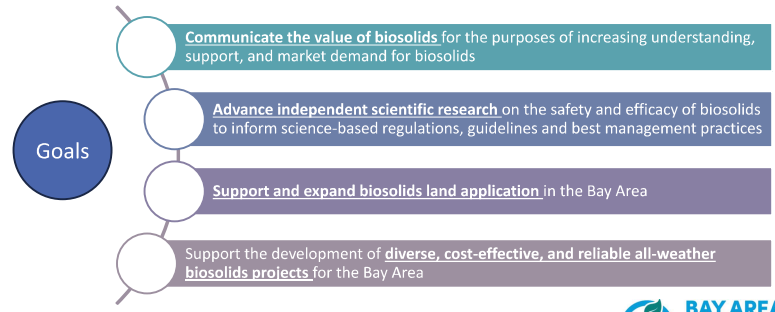 Communicate the value of biosolids for the purposes of increasing understanding,
support, and market demand for biosolids
Advance independent scientific research on the safety and efficacy of biosolids
to inform science-based regulations, guidelines and best management practices
Goals
Support and expand biosolids land application in the Bay Area
Support the development of diverse, cost-effective, and reliable all-weather
biosolids projects for the Bay Area
BAY AREA